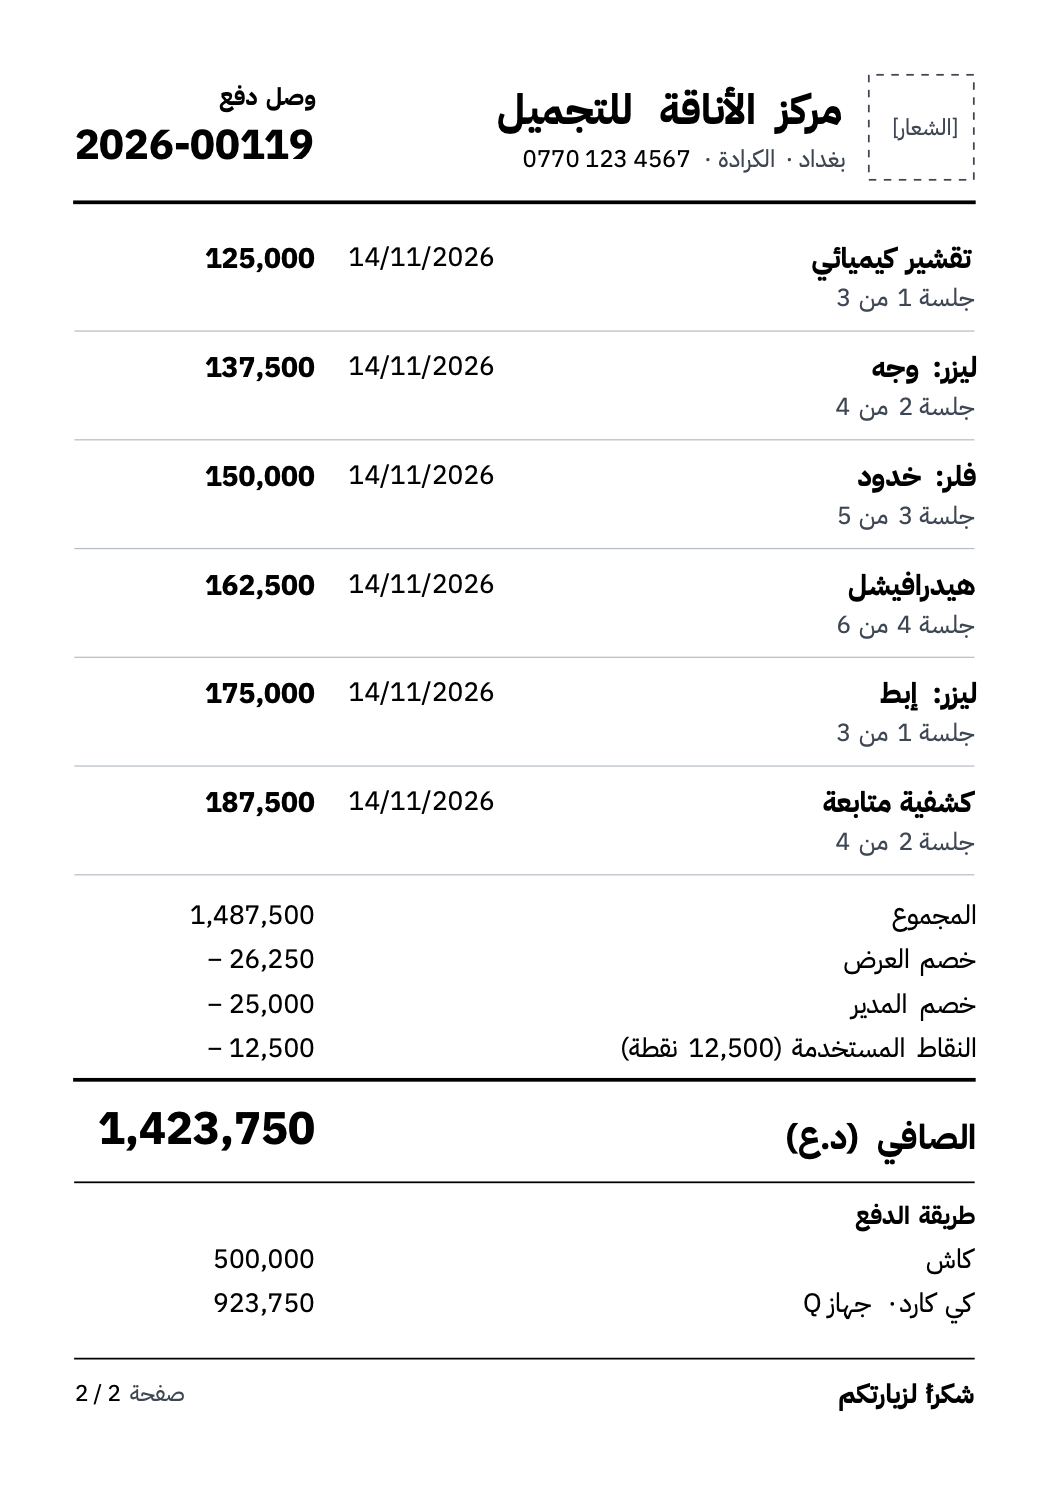 [الشعار]
مركز الأناقة للتجميل
بغداد · الكرادة · 0770 123 4567
وصل دفع
2026-00119
تقشير كيميائي 14/11/2026 125,000
جلسة 1 من 3
ليزر: وجه 14/11/2026 137,500
جلسة 2 من 4
فلر: خدود 14/11/2026 150,000
جلسة 3 من 5
هيدرافيشل 14/11/2026 162,500
جلسة 4 من 6
ليزر: إبط 14/11/2026 175,000
جلسة 1 من 3
كشفية متابعة 14/11/2026 187,500
جلسة 2 من 4
المجموع 1,487,500
خصم العرض – 26,250
خصم المدير – 25,000
النقاط المستخدمة (12,500 نقطة) – 12,500
الصافي (د.ع) 1,423,750
طريقة الدفع
كاش 500,000
كي كارد · جهاز Q 923,750
شكراً لزيارتكم
صفحة 2 / 2